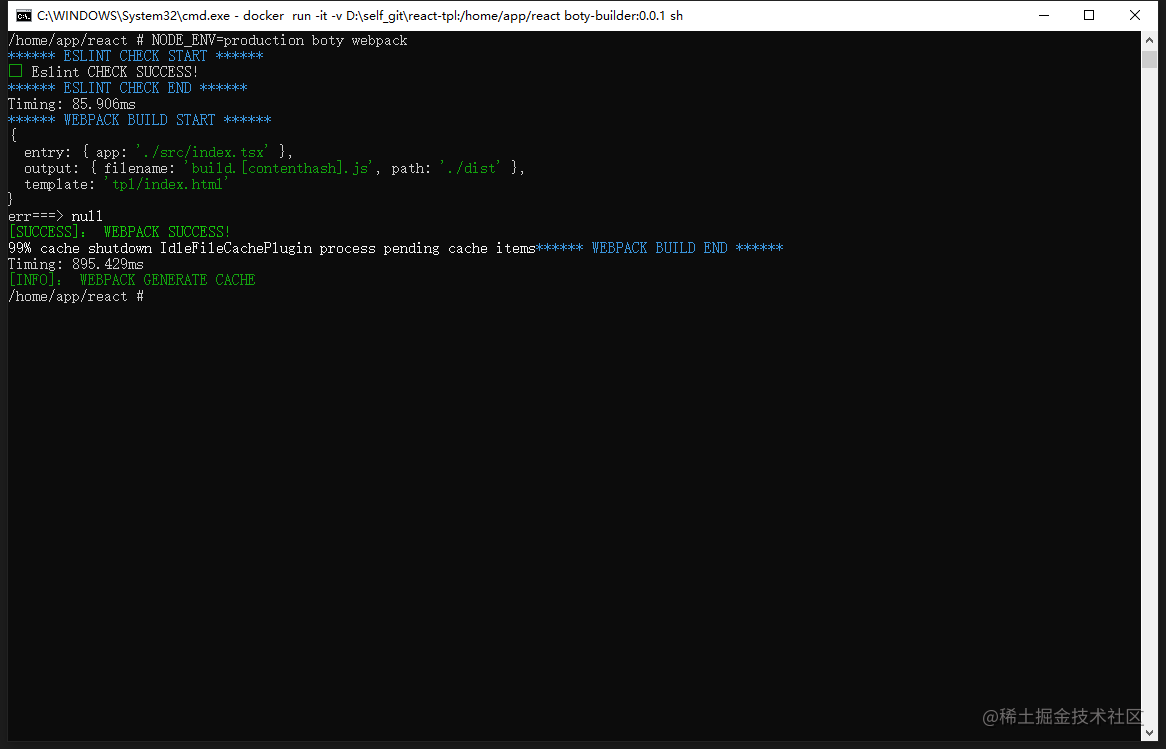 C:\WINDOWS\System32\cmd.exe - docker  run -it -v D:\self_git\react-tpl:/home/app/react boty-builder:0.0.1 sh
/home/app/react # NODE_ENV=production boty webpack
****** ESLINT CHECK START ******
Eslint CHECK SUCCESS!
****** ESLINT CHECK END ******
Timing: 85.906ms
****** WEBPACK BUILD START ******
{
  entry: { app: './src/index.tsx' },
  output: { filename: 'build.[contenthash].js', path: './dist' },
  template: 'tpl/index.html'
}
err===> null
[SUCCESS]: WEBPACK SUCCESS!
99% cache shutdown IdleFileCachePlugin process pending cache items****** WEBPACK BUILD END ******
Timing: 895.429ms
[INFO]: WEBPACK GENERATE CACHE
/home/app/react #
@稀土掘金技术社区